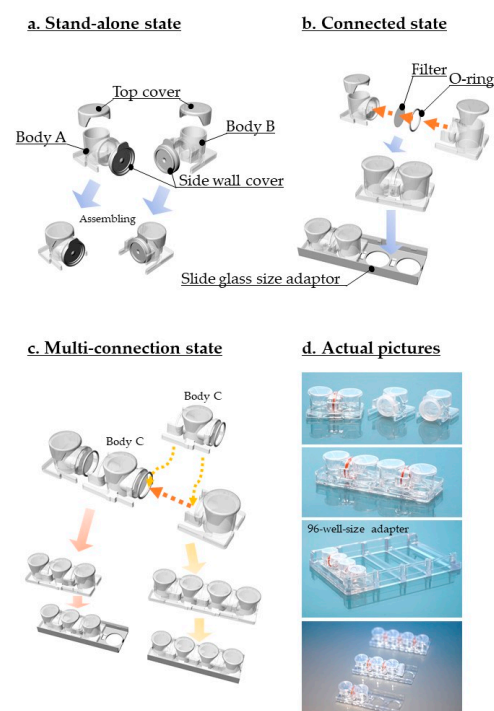 a. Stand-alone state
Top cover
Body A
Body B
Side wall cover
Assembling
b. Connected state
Filter
O-ring
Slide glass size adaptor
c. Multi-connection state
Body C
Body C
d. Actual pictures
96-well-size adapter